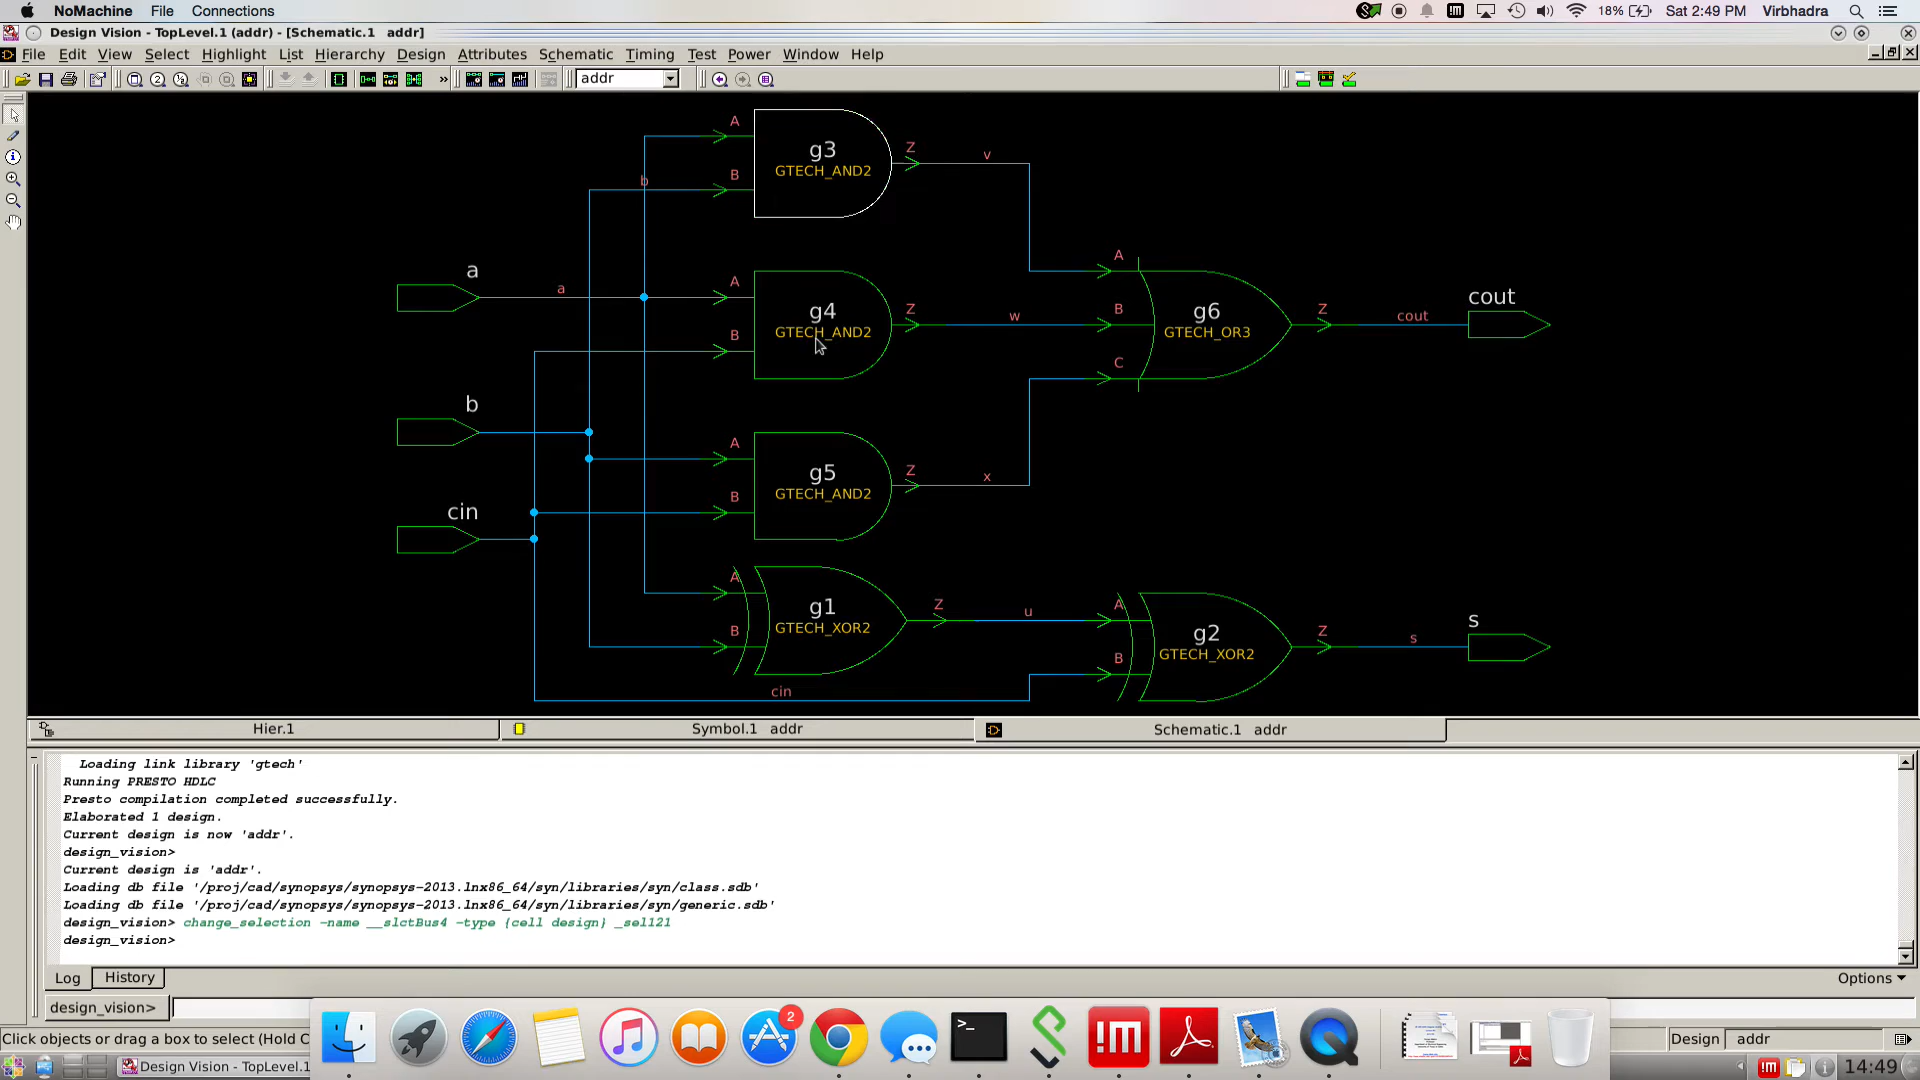 NoMachine File Connections 18% Sat 2:49 PM Virbhadra
Design Vision - TopLevel.1 (addr) - [Schematic.1 addr]
File Edit View Select Highlight List Hierarchy Design Attributes Schematic Timing Test Power Window Help
addr
A
g3
GTECH_AND2
Z
v
b
B
a
a
A
g4
GTECH_AND2
Z
w
B
A
B
C
g6
GTECH_OR3
Z
cout
cout
b
A
g5
GTECH_AND2
Z
x
B
cin
A
g1
GTECH_XOR2
Z
u
B
cin
A
B
g2
GTECH_XOR2
Z
s
s
Hier.1 Symbol.1 addr Schematic.1 addr
Loading link library 'gtech'
Running PRESTO HDLC
Presto compilation completed successfully.
Elaborated 1 design.
Current design is now 'addr'.
design_vision>
Current design is 'addr'.
Loading db file '/proj/cad/synopsys/synopsys-2013.lnx86_64/syn/libraries/syn/class.sdb'
Loading db file '/proj/cad/synopsys/synopsys-2013.lnx86_64/syn/libraries/syn/generic.sdb'
design_vision> change_selection -name __slctBus4 -type {cell design} _sel121
design_vision>
Log History Options
design_vision>
2
Click objects or drag a box to select (Hold C Design addr
Design Vision - TopLevel.1 14:49